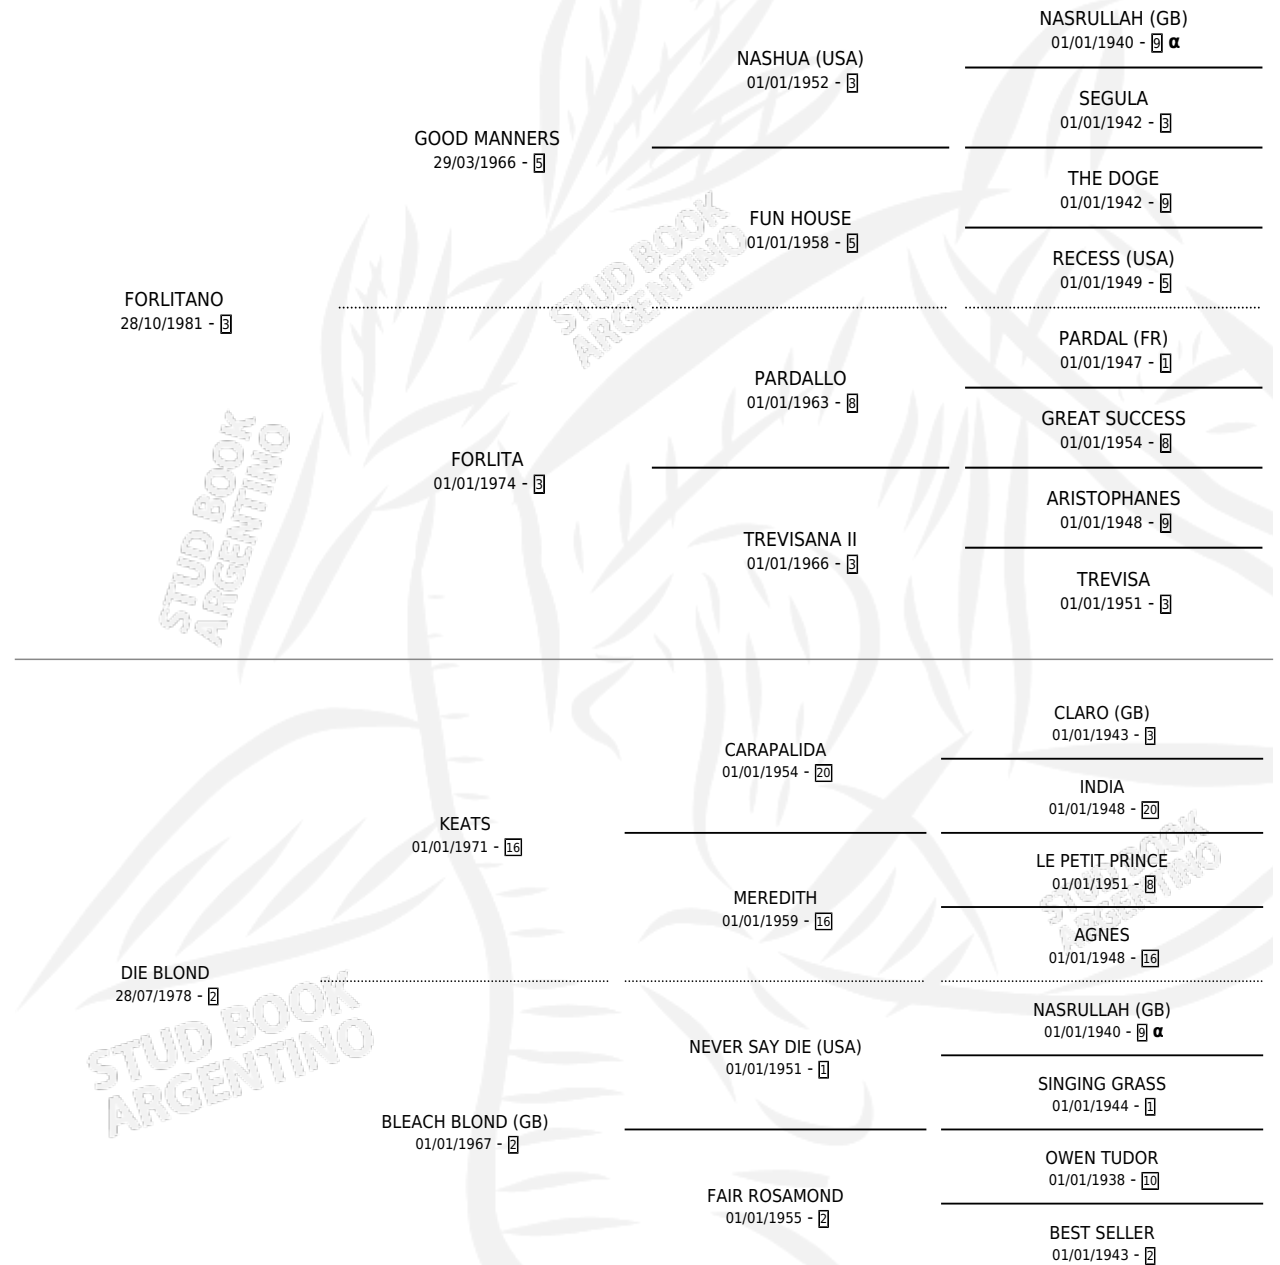 NASRULLAH (GB)
01/01/1940 - 9 α
NASHUA (USA)
01/01/1952 - 3
SEGULA
01/01/1942 - 3
GOOD MANNERS
29/03/1966 - 5
THE DOGE
01/01/1942 - 9
FUN HOUSE
01/01/1958 - 5
RECESS (USA)
01/01/1949 - 5
FORLITANO
28/10/1981 - 3
PARDAL (FR)
01/01/1947 - 1
PARDALLO
01/01/1963 - 8
GREAT SUCCESS
01/01/1954 - 8
FORLITA
01/01/1974 - 3
ARISTOPHANES
01/01/1948 - 9
TREVISANA II
01/01/1966 - 3
TREVISA
01/01/1951 - 3
CLARO (GB)
01/01/1943 - 3
CARAPALIDA
01/01/1954 - 20
INDIA
01/01/1948 - 20
KEATS
01/01/1971 - 16
LE PETIT PRINCE
01/01/1951 - 8
MEREDITH
01/01/1959 - 16
AGNES
01/01/1948 - 16
DIE BLOND
28/07/1978 - 2
NASRULLAH (GB)
01/01/1940 - 9 α
NEVER SAY DIE (USA)
01/01/1951 - 1
SINGING GRASS
01/01/1944 - 1
BLEACH BLOND (GB)
01/01/1967 - 2
OWEN TUDOR
01/01/1938 - 10
FAIR ROSAMOND
01/01/1955 - 2
BEST SELLER
01/01/1943 - 2
STUD BOOK
ARGENTINO
STUD BOOK
ARGENTINO
STUD BOOK
ARGENTINO
STUD BOOK
ARGENTINO